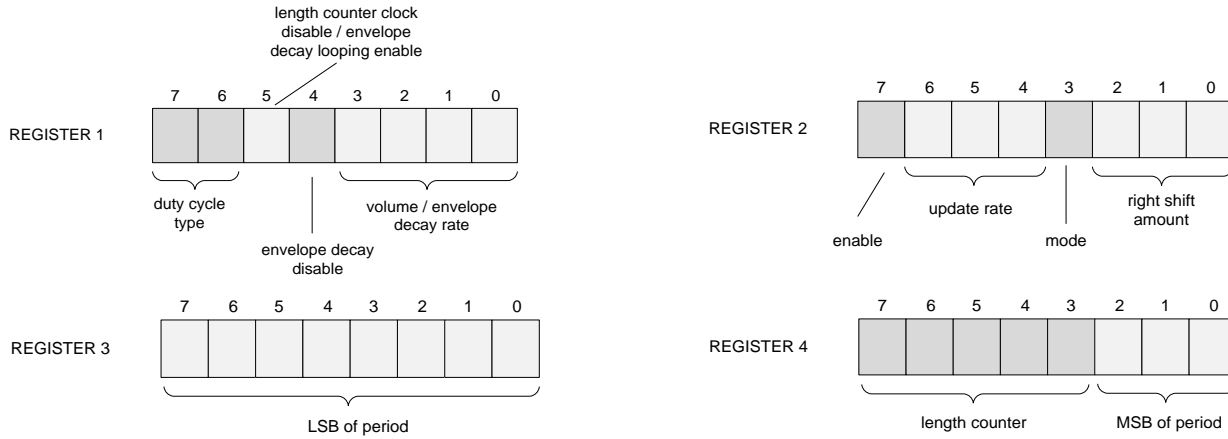 length counter clock
disable / envelope
decay looping enable
7 6 5 4 3 2 1 0
REGISTER 1
duty cycle
type
volume / envelope
decay rate
envelope decay
disable
7 6 5 4 3 2 1 0
REGISTER 2
update rate
right shift
amount
enable
mode
7 6 5 4 3 2 1 0
REGISTER 3
LSB of period
7 6 5 4 3 2 1 0
REGISTER 4
length counter
MSB of period